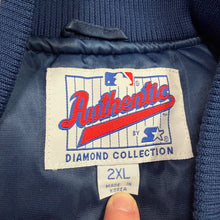 Authentic
BY
DIAMOND COLLECTION
2XL
MADE IN
KOREA